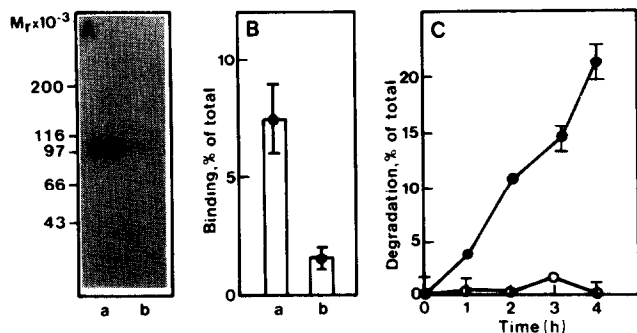 A
Mr×10-3
200
116
97
66
43
a b
B
Binding, % of total
10
5
0
a b
C
Degradation, % of total
20
15
10
5
0
0 1 2 3 4
Time (h)